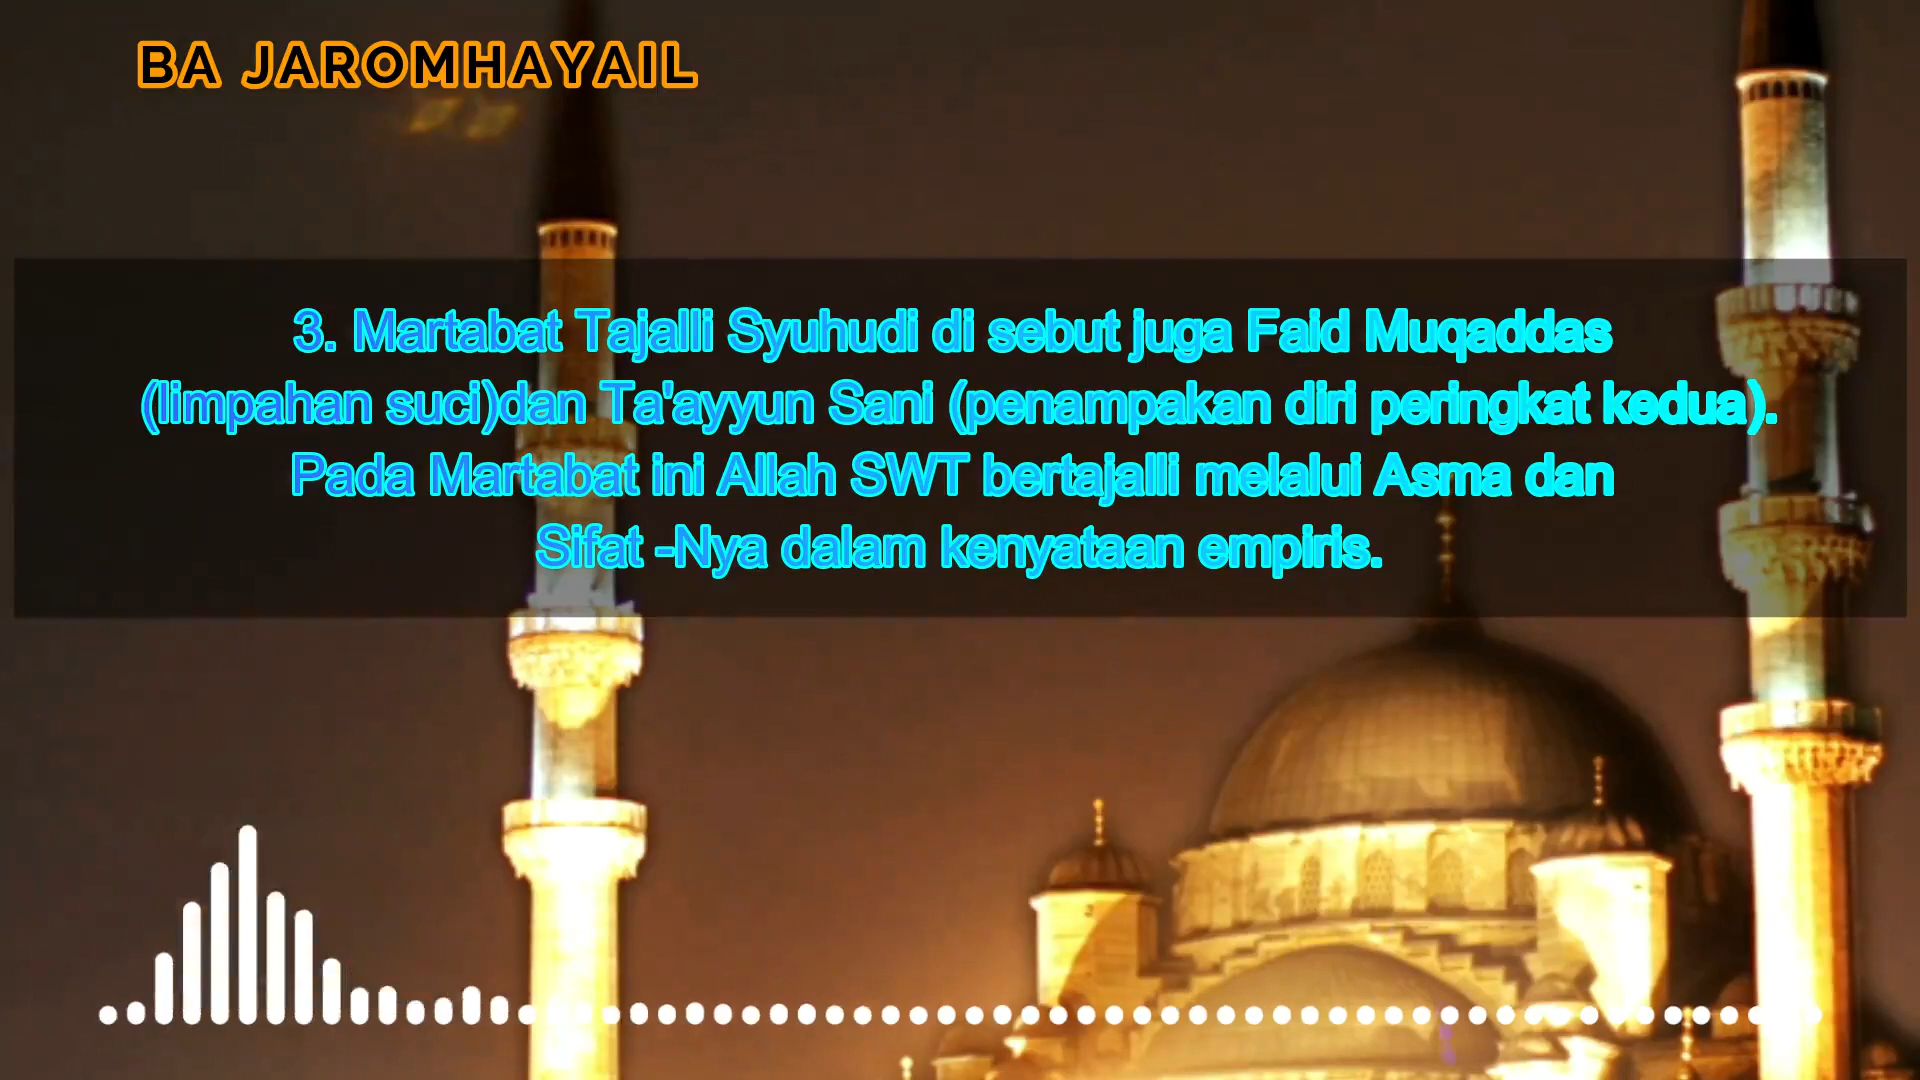 BA JAROMHAYAIL
3. Martabat Tajalli Syuhudi di sebut juga Faid Muqaddas
(limpahan suci)dan Ta'ayyun Sani (penampakan diri peringkat kedua).
Pada Martabat ini Allah SWT bertajalli melalui Asma dan
Sifat -Nya dalam kenyataan empiris.